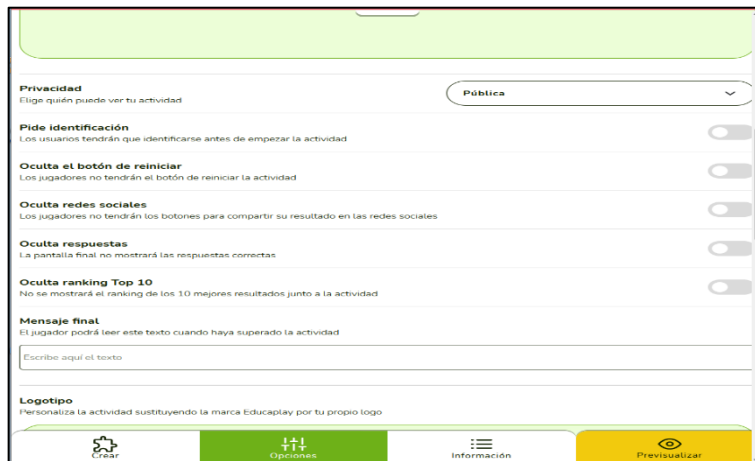 Privacidad
Elige quién puede ver tu actividad
Pública
Pide identificación
Los usuarios tendrán que identificarse antes de empezar la actividad
Oculta el botón de reiniciar
Los jugadores no tendrán el botón de reiniciar la actividad
Oculta redes sociales
Los jugadores no tendrán los botones para compartir su resultado en las redes sociales
Oculta respuestas
La pantalla final no mostrará las respuestas correctas
Oculta ranking Top 10
No se mostrará el ranking de los 10 mejores resultados junto a la actividad
Mensaje final
El jugador podrá leer este texto cuando haya superado la actividad
Escribe aquí el texto
Logotipo
Personaliza la actividad sustituyendo la marca Educaplay por tu propio logo
Crear
Opciones
Información
Previsualizar